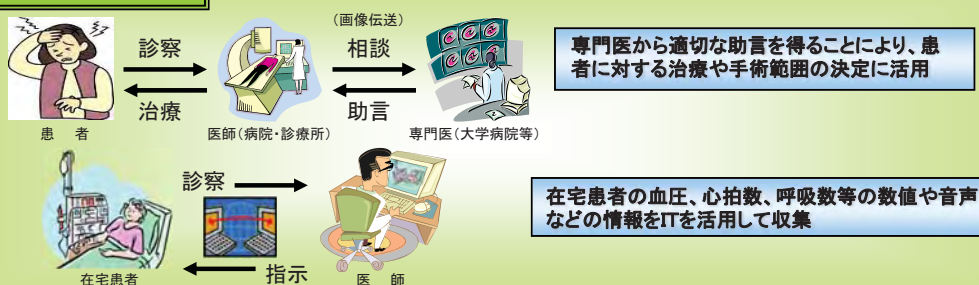 (画像伝送)
診察
相談
治療
助言
患 者
医師(病院・診療所)
専門医(大学病院等)
専門医から適切な助言を得ることにより、患
者に対する治療や手術範囲の決定に活用
診察
指示
在宅患者
医 師
在宅患者の血圧、心拍数、呼吸数等の数値や音声
などの情報をITを活用して収集